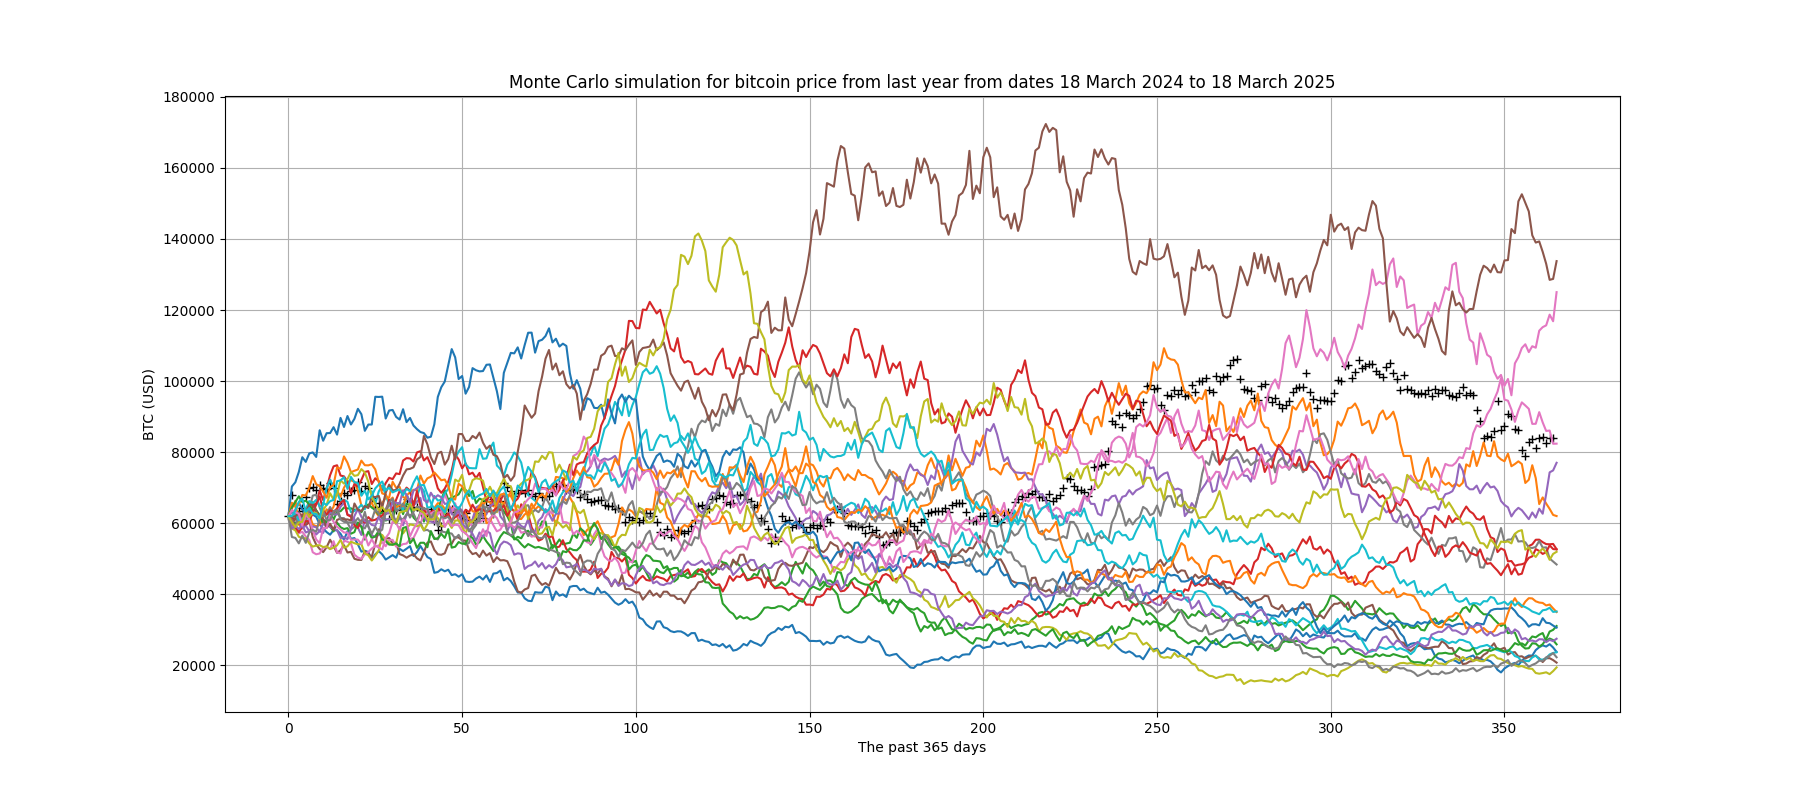 Monte Carlo simulation for bitcoin price from last year from dates 18 March 2024 to 18 March 2025
180000
160000
140000
120000
100000
80000
60000
40000
20000
BTC (USD)
0 50 100 150 200 250 300 350
The past 365 days